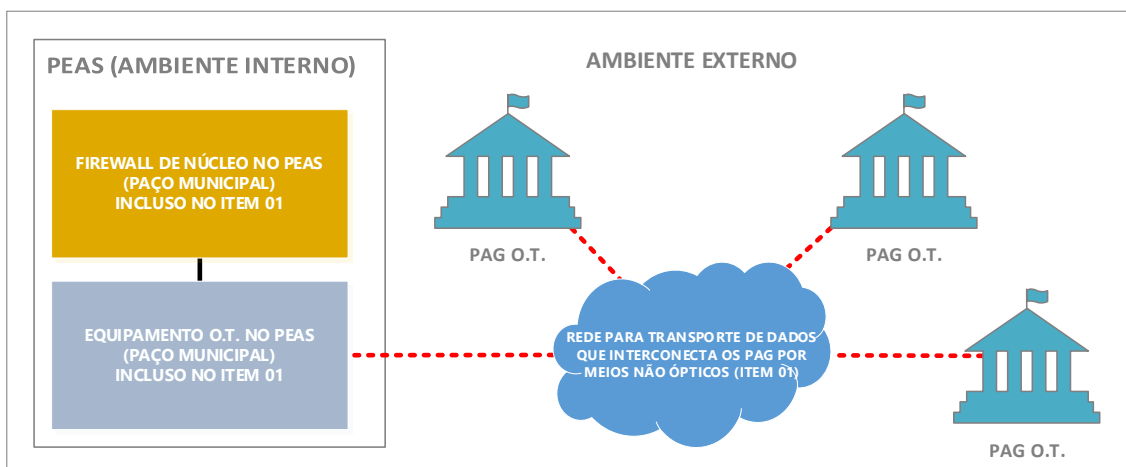 PEAS (AMBIENTE INTERNO)
AMBIENTE EXTERNO
FIREWALL DE NÚCLEO NO PEAS
(PAÇO MUNICIPAL)
INCLUSO NO ITEM 01
PAG O.T.
PAG O.T.
EQUIPAMENTO O.T. NO PEAS
(PAÇO MUNICIPAL)
INCLUSO NO ITEM 01
REDE PARA TRANSPORTE DE DADOS
QUE INTERCONECTA OS PAG POR
MEIOS NÃO ÓPTICOS (ITEM 01)
PAG O.T.